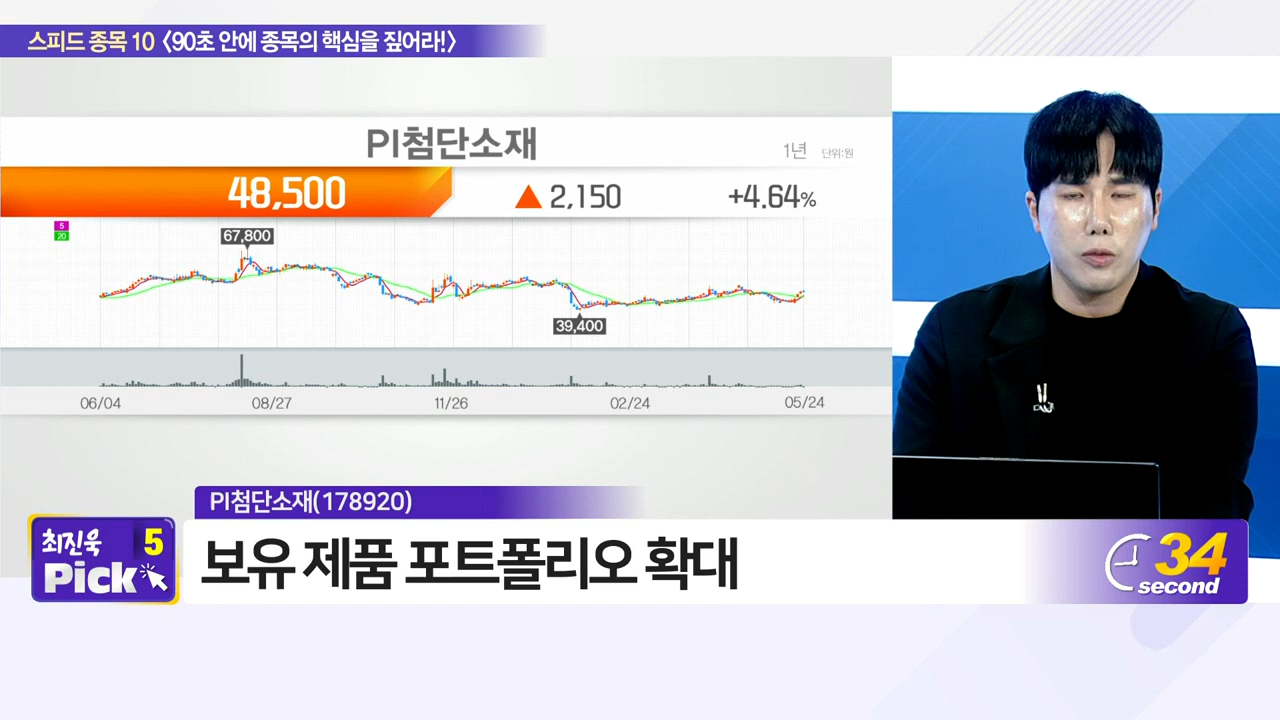 스피드 종목 10 〈90초 안에 종목의 핵심을 짚어라!〉
PI첨단소재
1년 단위:원
48,500 ▲ 2,150 +4.64%
5
20
67,800
39,400
06/04 08/27 11/26 02/24 05/24
PI첨단소재(178920)
최진욱 5
Pick
보유 제품 포트폴리오 확대
34
second